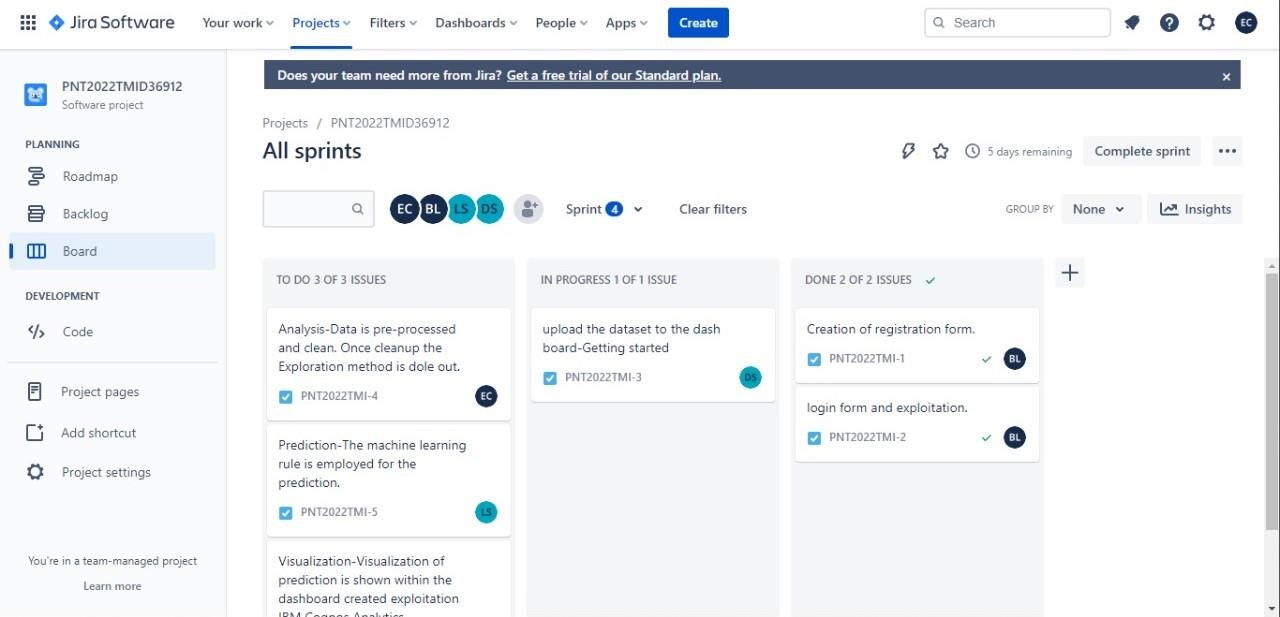 Jira Software
Your work
Projects
Filters
Dashboards
People
Apps
Create
Search
EC
PNT2022TMID36912
Software project
PLANNING
Roadmap
Backlog
Board
DEVELOPMENT
Code
Project pages
Add shortcut
Project settings
You're in a team-managed project
Learn more
Does your team need more from Jira? Get a free trial of our Standard plan.
Projects / PNT2022TMID36912
All sprints
5 days remaining
Complete sprint
EC BL LS DS
Sprint 4
Clear filters
GROUP BY None
Insights
TO DO 3 OF 3 ISSUES
Analysis-Data is pre-processed
and clean. Once cleanup the
Exploration method is dole out.
PNT2022TMI-4
EC
Prediction-The machine learning
rule is employed for the
prediction.
PNT2022TMI-5
LS
Visualization-Visualization of
prediction is shown within the
dashboard created exploitation
IBM Cognos Analytics
IN PROGRESS 1 OF 1 ISSUE
upload the dataset to the dash
board-Getting started
PNT2022TMI-3
DS
DONE 2 OF 2 ISSUES
Creation of registration form.
PNT2022TMI-1
BL
login form and exploitation.
PNT2022TMI-2
BL